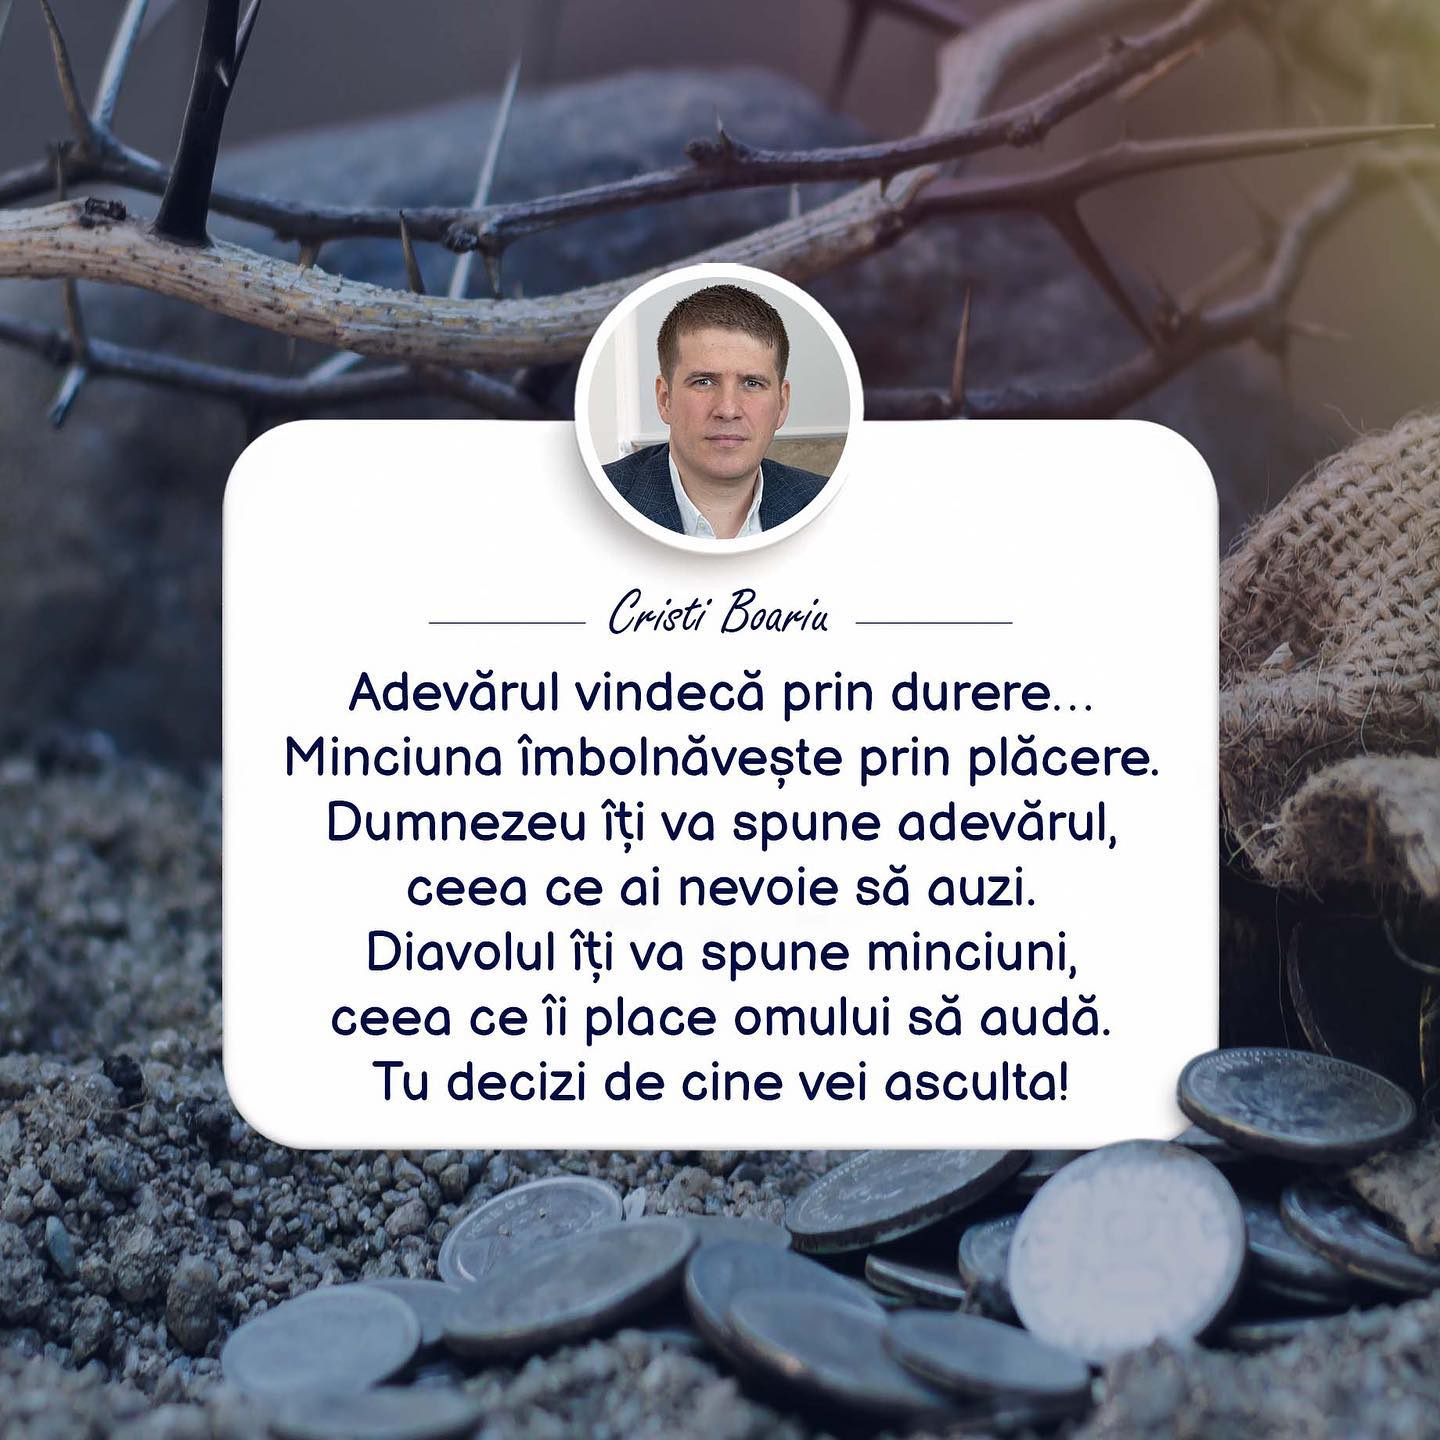 Cristi Boariu
Adevărul vindecă prin durere...
Minciuna îmbolnăvește prin plăcere.
Dumnezeu îți va spune adevărul,
ceea ce ai nevoie să auzi.
Diavolul îți va spune minciuni,
ceea ce îi place omului să audă.
Tu decizi de cine vei asculta!